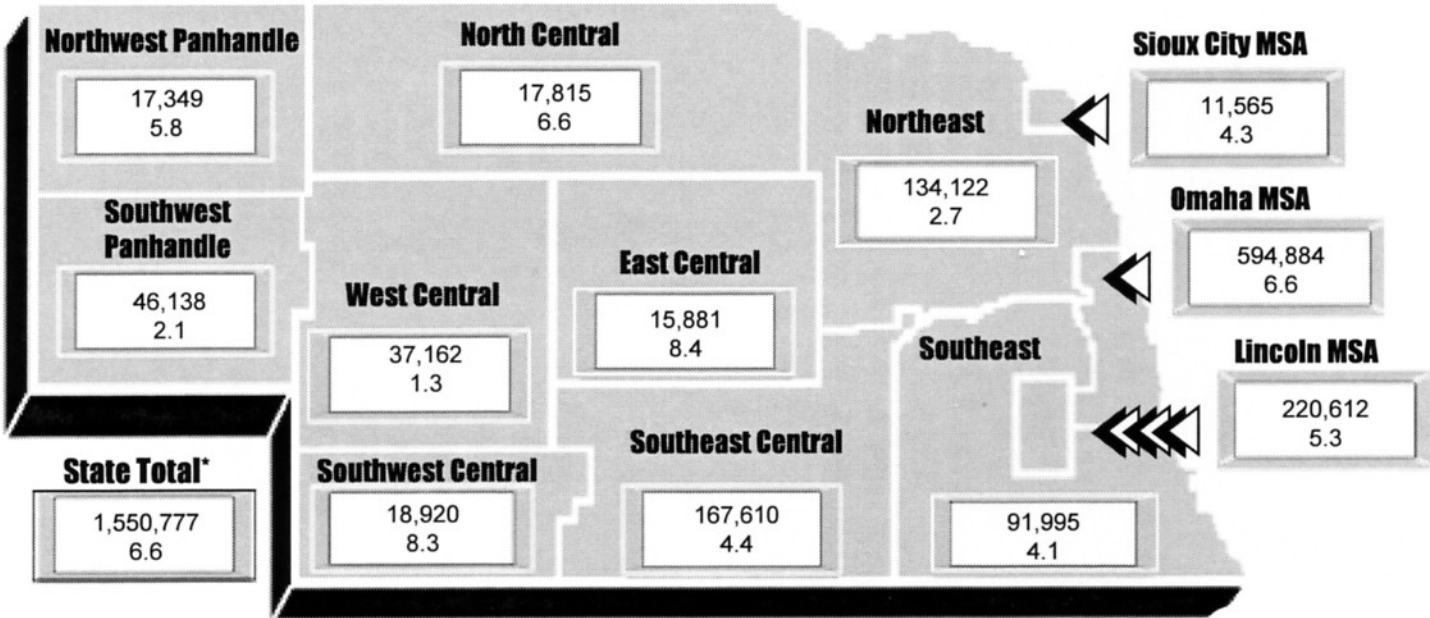 Northwest Panhandle
17,349
5.8
North Central
17,815
6.6
Sioux City MSA
11,565
4.3
Northeast
134,122
2.7
Southwest
Panhandle
46,138
2.1
West Central
37,162
1.3
East Central
15,881
8.4
Omaha MSA
594,884
6.6
Southeast
91,995
4.1
Lincoln MSA
220,612
5.3
State Total*
1,550,777
6.6
Southwest Central
18,920
8.3
Southeast Central
167,610
4.4